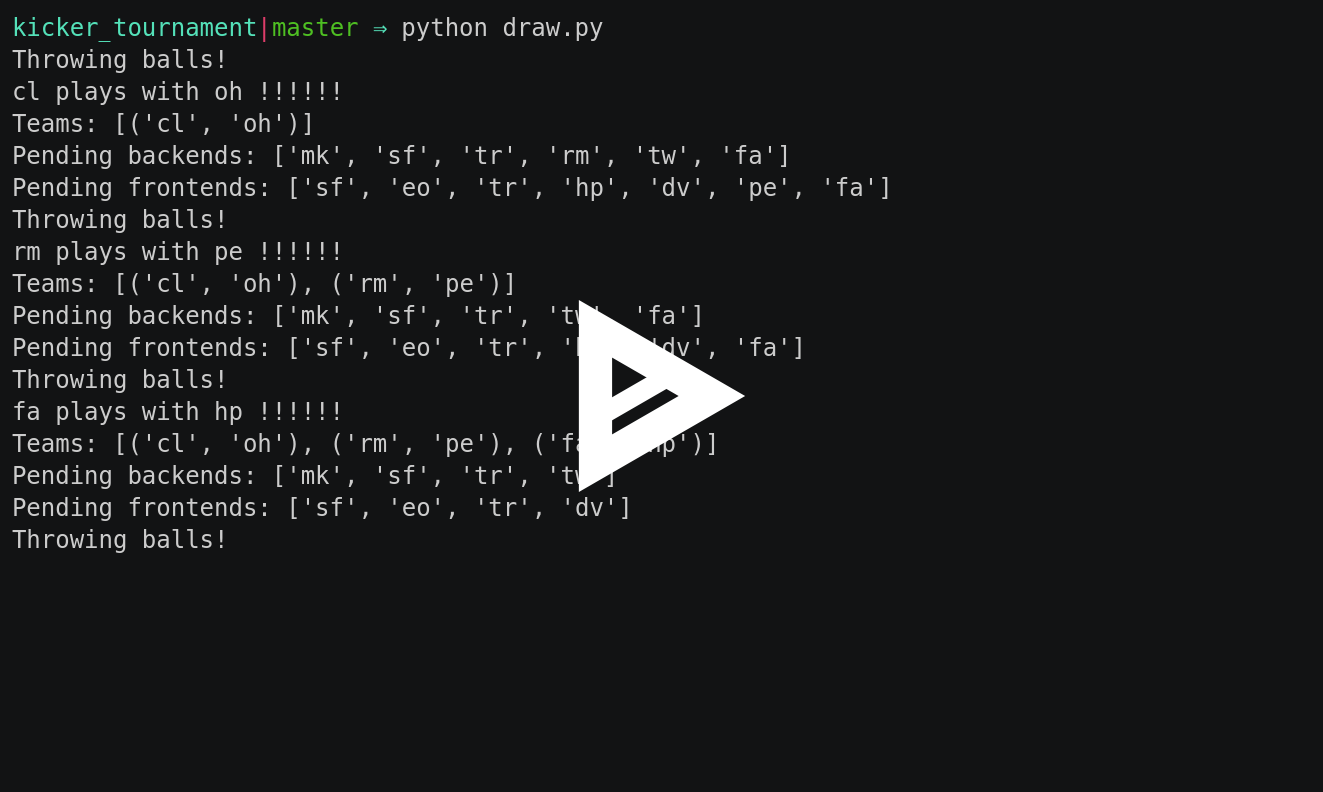 kicker_tournament|master ⇒ python draw.py
Throwing balls!
cl plays with oh !!!!!!
Teams: [('cl', 'oh')]
Pending backends: ['mk', 'sf', 'tr', 'rm', 'tw', 'fa']
Pending frontends: ['sf', 'eo', 'tr', 'hp', 'dv', 'pe', 'fa']
Throwing balls!
rm plays with pe !!!!!!
Teams: [('cl', 'oh'), ('rm', 'pe')]
Pending backends: ['mk', 'sf', 'tr', 'tw', 'fa']
Pending frontends: ['sf', 'eo', 'tr', 'dv', 'fa']
Throwing balls!
fa plays with hp !!!!!!
Teams: [('cl', 'oh'), ('rm', 'pe'), ('fa', 'hp')]
Pending backends: ['mk', 'sf', 'tr', 'tw']
Pending frontends: ['sf', 'eo', 'tr', 'dv']
Throwing balls!